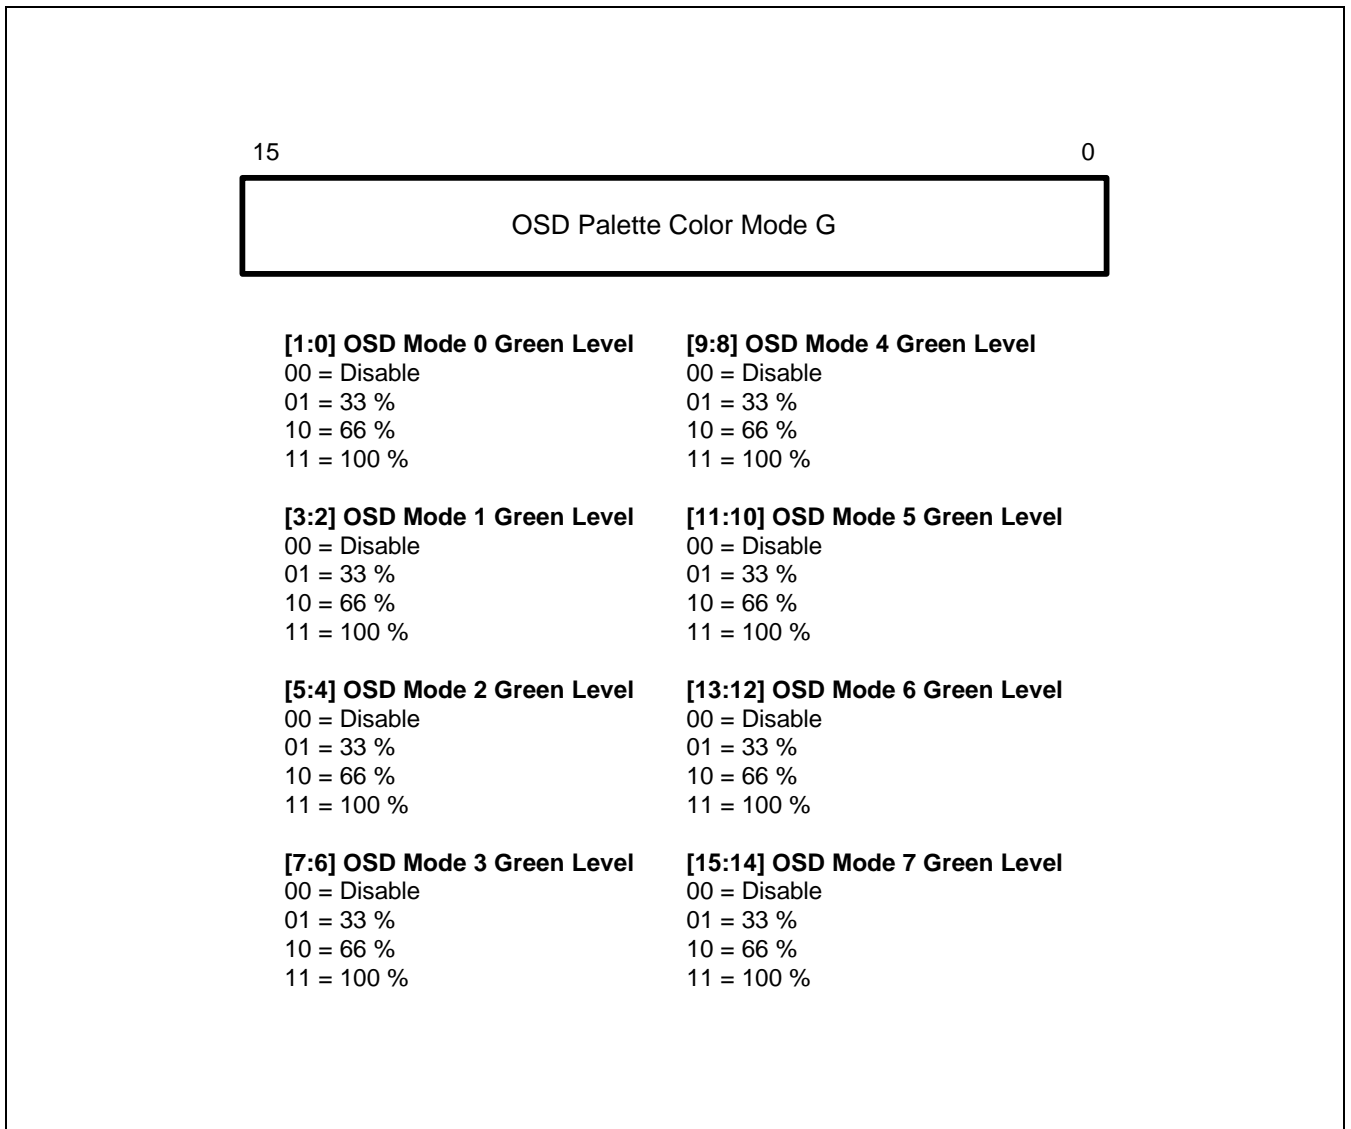 15 0
OSD Palette Color Mode G
[1:0] OSD Mode 0 Green Level
00 = Disable
01 = 33 %
10 = 66 %
11 = 100 %
[3:2] OSD Mode 1 Green Level
00 = Disable
01 = 33 %
10 = 66 %
11 = 100 %
[5:4] OSD Mode 2 Green Level
00 = Disable
01 = 33 %
10 = 66 %
11 = 100 %
[7:6] OSD Mode 3 Green Level
00 = Disable
01 = 33 %
10 = 66 %
11 = 100 %
[9:8] OSD Mode 4 Green Level
00 = Disable
01 = 33 %
10 = 66 %
11 = 100 %
[11:10] OSD Mode 5 Green Level
00 = Disable
01 = 33 %
10 = 66 %
11 = 100 %
[13:12] OSD Mode 6 Green Level
00 = Disable
01 = 33 %
10 = 66 %
11 = 100 %
[15:14] OSD Mode 7 Green Level
00 = Disable
01 = 33 %
10 = 66 %
11 = 100 %